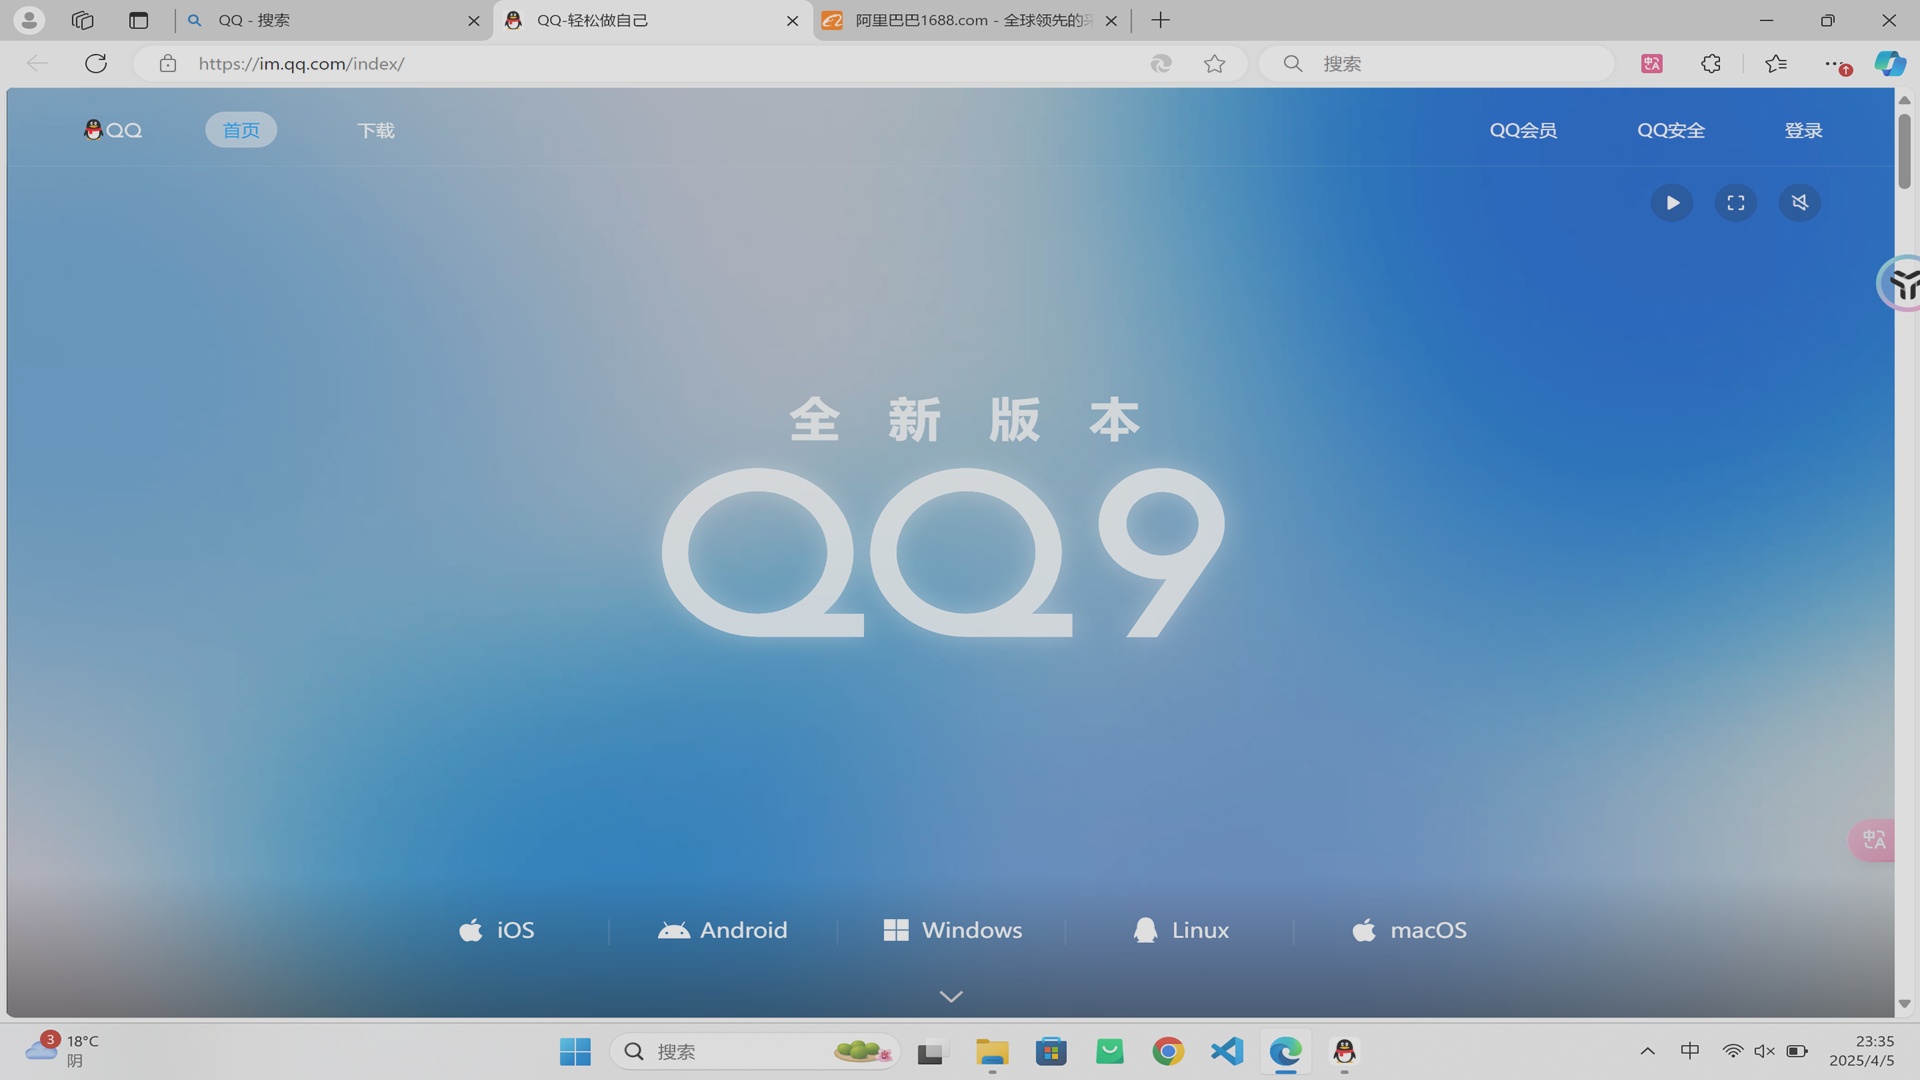 QQ - 搜索
QQ-轻松做自己
阿里巴巴1688.com - 全球领先的
https://im.qq.com/index/
搜索
QQ
首页
下载
QQ会员
QQ安全
登录
全新版本
QQ9
iOS
Android
Windows
Linux
macOS
3
18°C
阴
搜索
中
23:35
2025/4/5